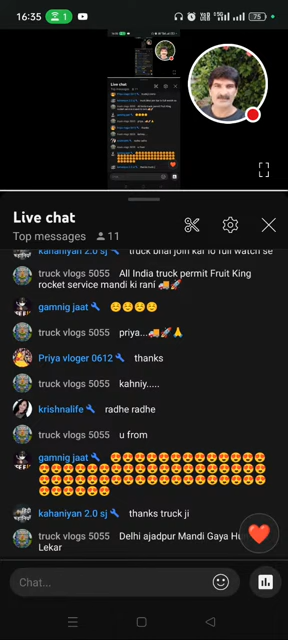 16:35 1 75
Live chat
Top messages 11
kahaniyan 2.0 sj truck bhai join kar lo full watch se
truck vlogs 5055 All India truck permit Fruit King
rocket service mandi ki rani 🚚🚀
gamnig jaat 😊😊😊😊
truck vlogs 5055 priya...🚚🚀🙏
Priya vloger 0612 thanks
truck vlogs 5055 kahniy.....
krishnalife radhe radhe
truck vlogs 5055 u from
gamnig jaat
kahaniyan 2.0 sj thanks truck ji
truck vlogs 5055 Delhi ajadpur Mandi Gaya
Lekar
Chat...